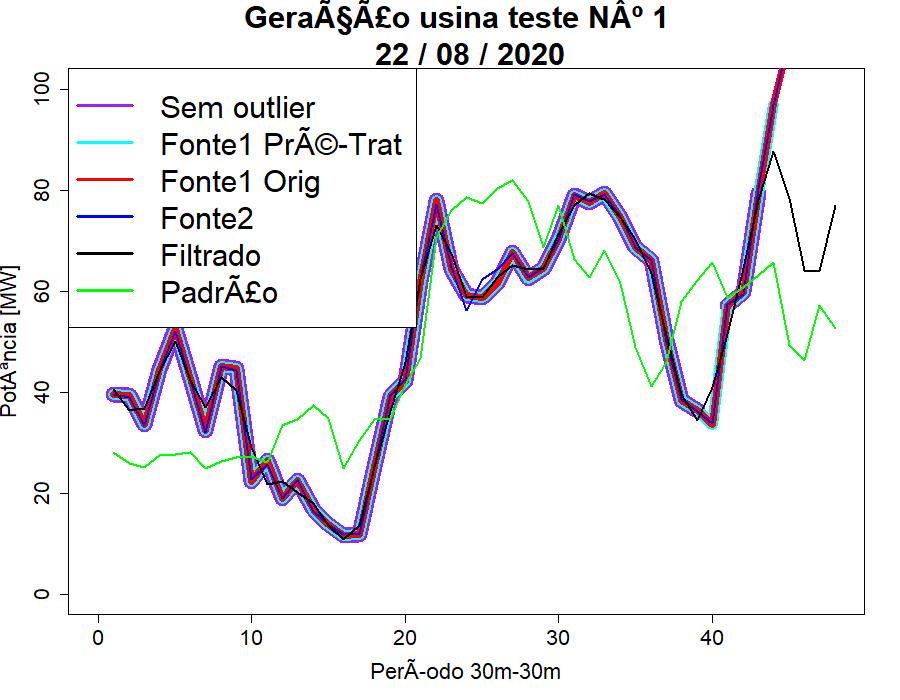 GeraÃ§Ã£o usina teste NÂº 1
22 / 08 / 2020
Sem outlier
Fonte1 PrÃ©-Trat
Fonte1 Orig
Fonte2
Filtrado
PadrÃ£o
PotÃªncia [MW]
100
80
60
40
20
0
0 10 20 30 40
PerÃ-odo 30m-30m